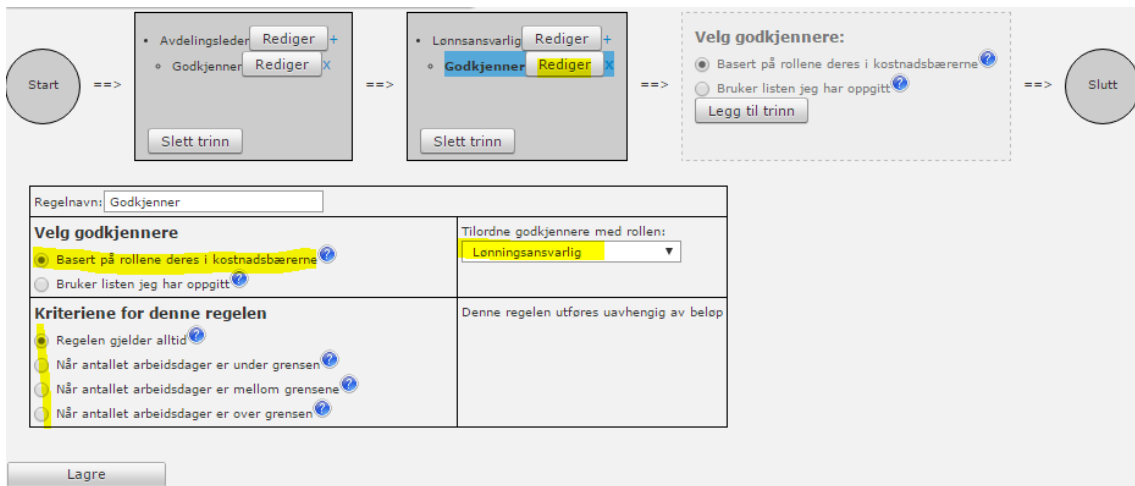 Start
==>
Avdelingsleder Rediger +
Godkjenner Rediger x
Slett trinn
==>
Lønnsansvarlig Rediger +
Godkjenner Rediger x
Slett trinn
==>
Velg godkjennere:
Basert på rollene deres i kostnadsbærerne ?
Bruker listen jeg har oppgitt ?
Legg til trinn
==>
Slutt
Regelnavn: Godkjenner
Velg godkjennere
Basert på rollene deres i kostnadsbærerne ?
Bruker listen jeg har oppgitt ?
Tilordne godkjennere med rollen:
Lønningsansvarlig
Kriteriene for denne regelen
Regelen gjelder alltid ?
Når antallet arbeidsdager er under grensen ?
Når antallet arbeidsdager er mellom grensene ?
Når antallet arbeidsdager er over grensen ?
Denne regelen utføres uavhengig av beløp
Lagre